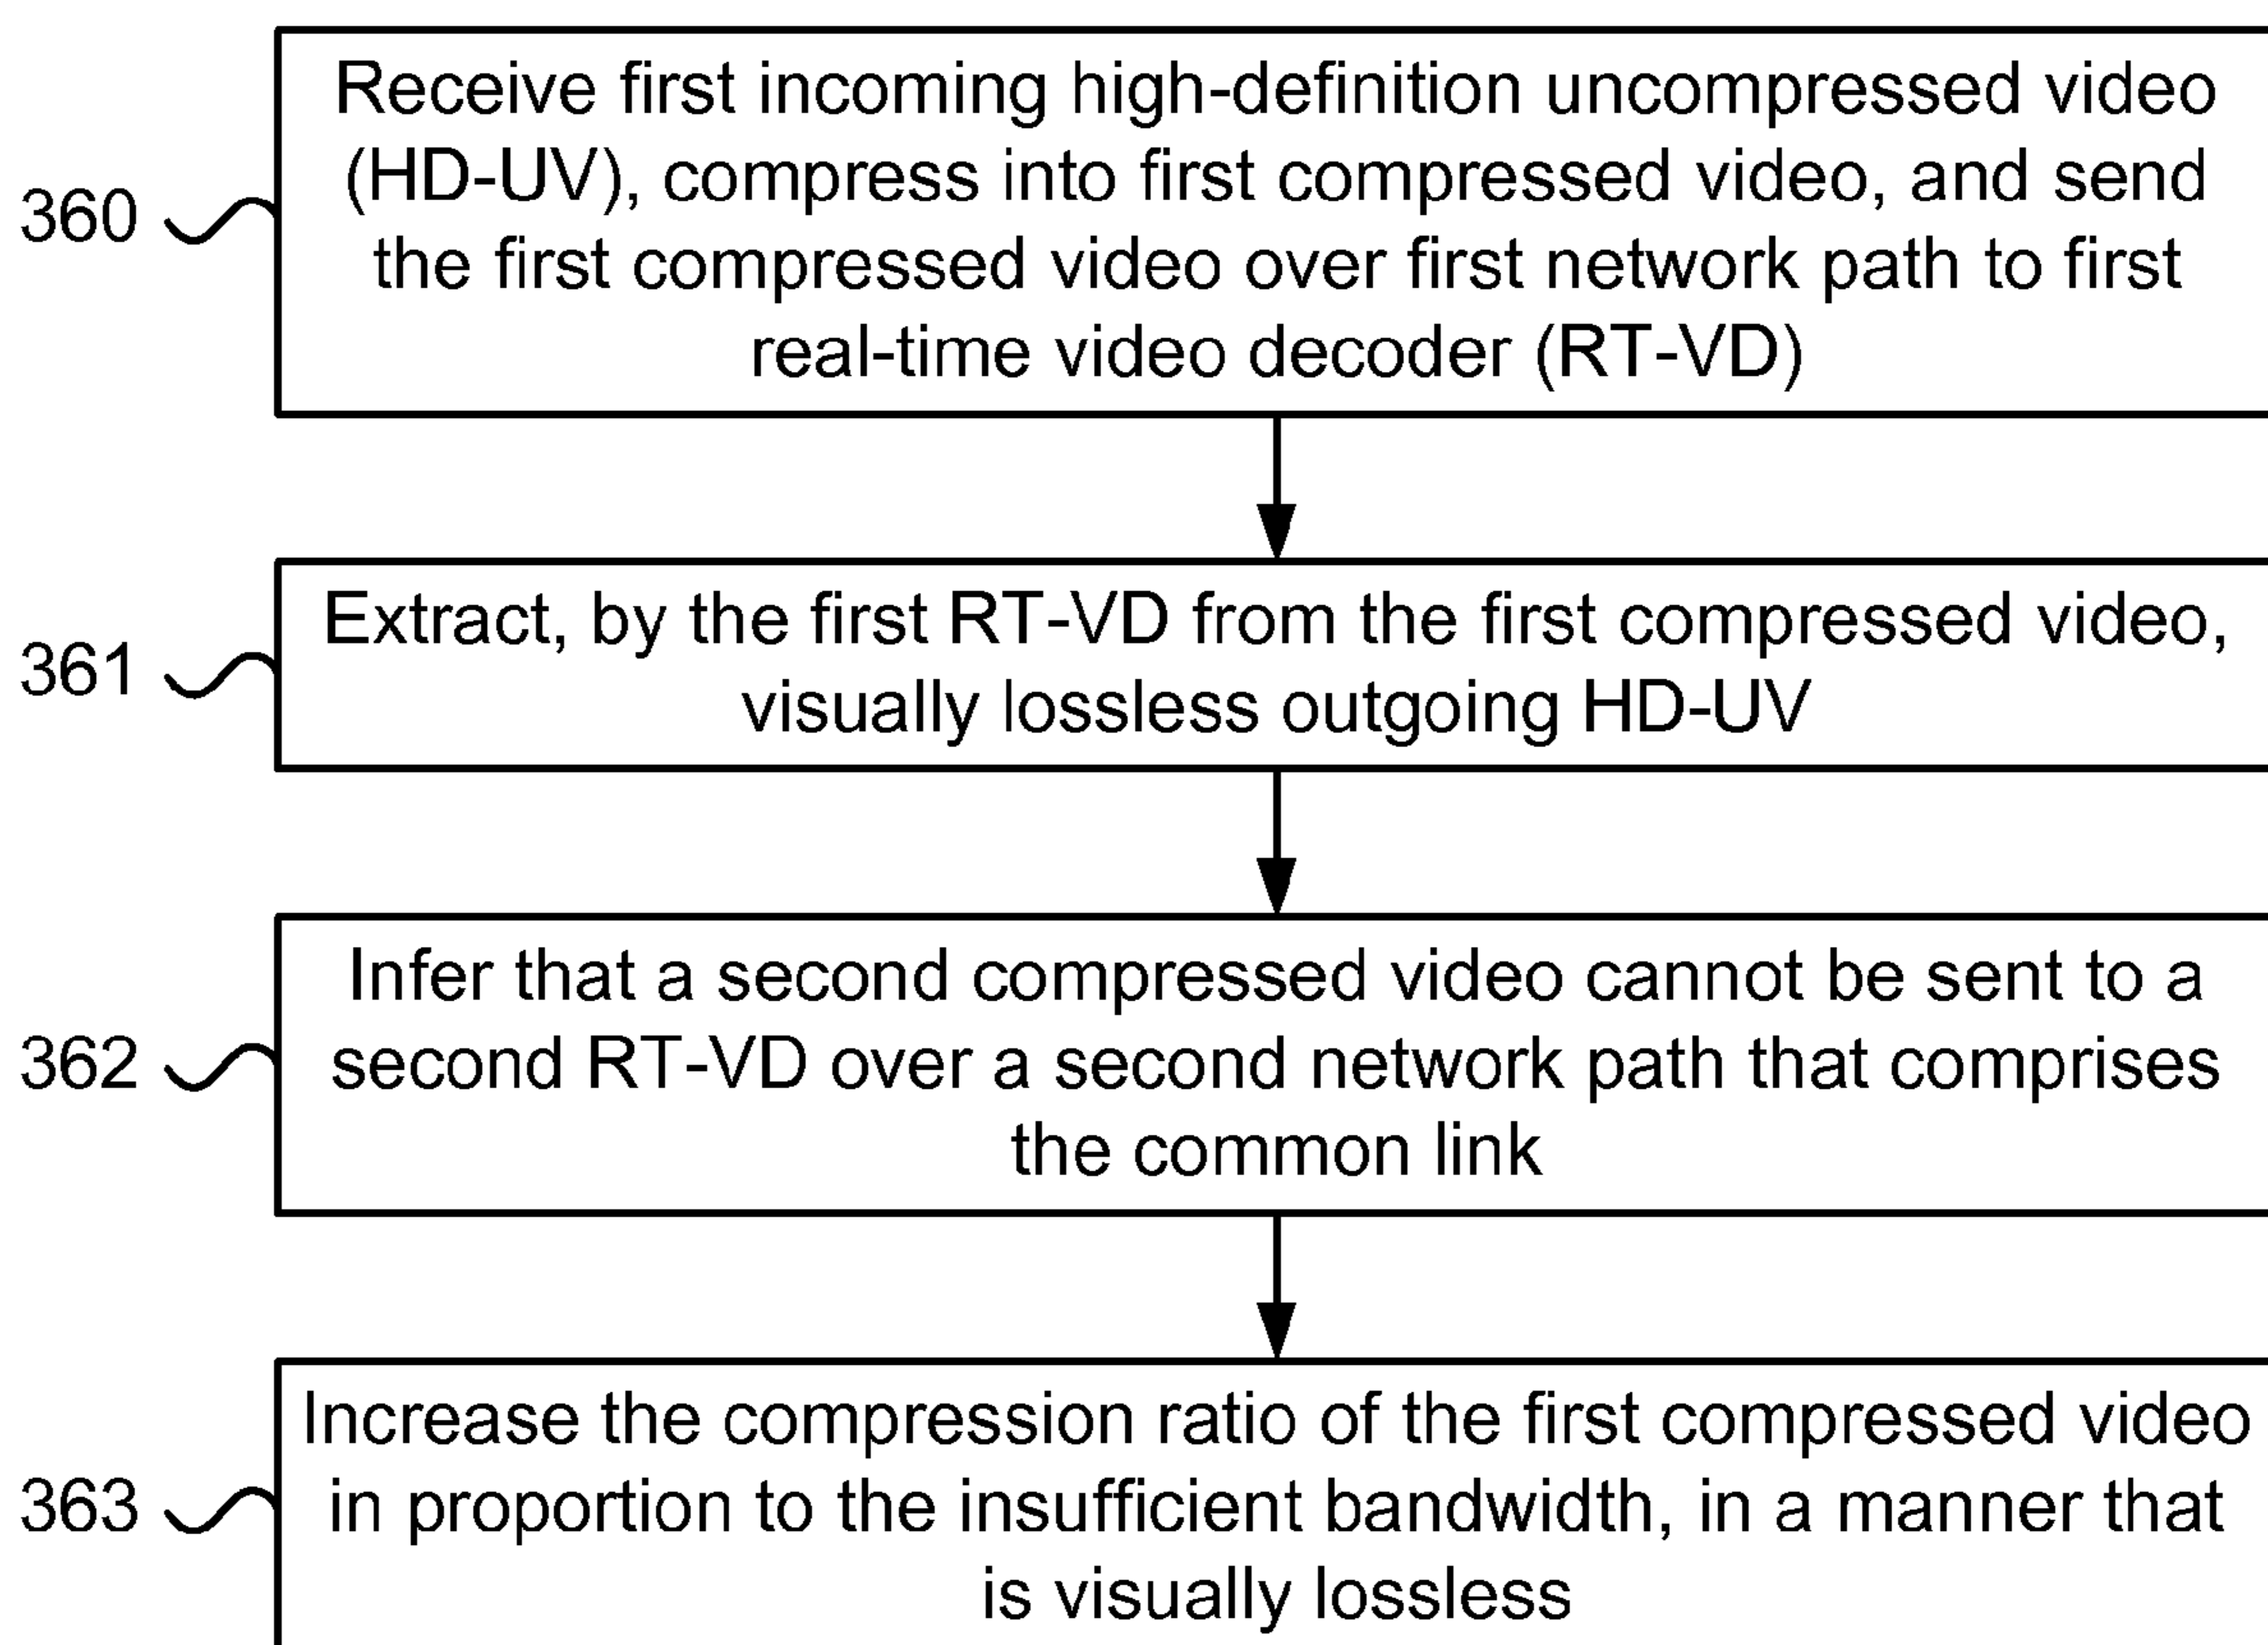 Receive first incoming high-definition uncompressed video
(HD-UV), compress into first compressed video, and send
the first compressed video over first network path to first
real-time video decoder (RT-VD)
360
Extract, by the first RT-VD from the first compressed video,
visually lossless outgoing HD-UV
361
Infer that a second compressed video cannot be sent to a
second RT-VD over a second network path that comprises
the common link
362
Increase the compression ratio of the first compressed video
in proportion to the insufficient bandwidth, in a manner that
is visually lossless
363